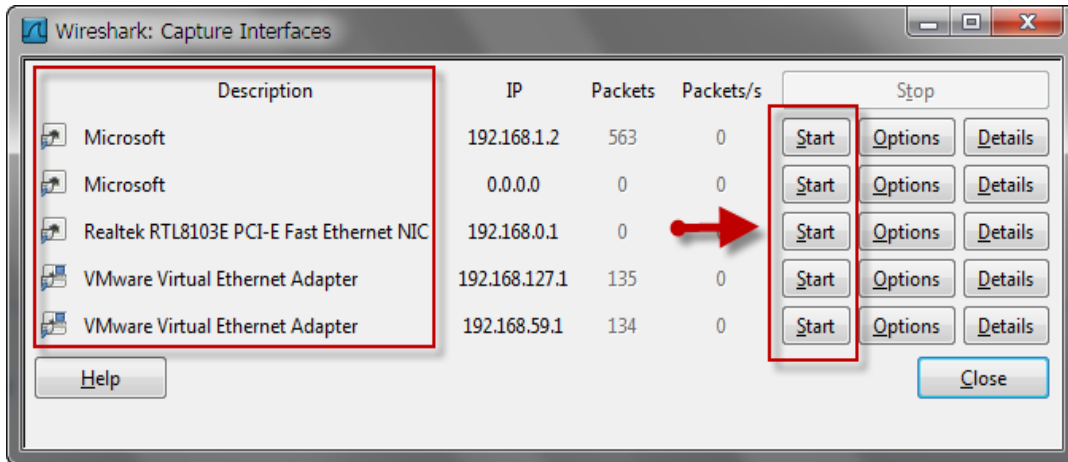 Wireshark: Capture Interfaces
Description IP Packets Packets/s Stop
Microsoft 192.168.1.2 563 0 Start Options Details
Microsoft 0.0.0.0 0 0 Start Options Details
Realtek RTL8103E PCI-E Fast Ethernet NIC 192.168.0.1 0 Start Options Details
VMware Virtual Ethernet Adapter 192.168.127.1 135 0 Start Options Details
VMware Virtual Ethernet Adapter 192.168.59.1 134 0 Start Options Details
Help Close